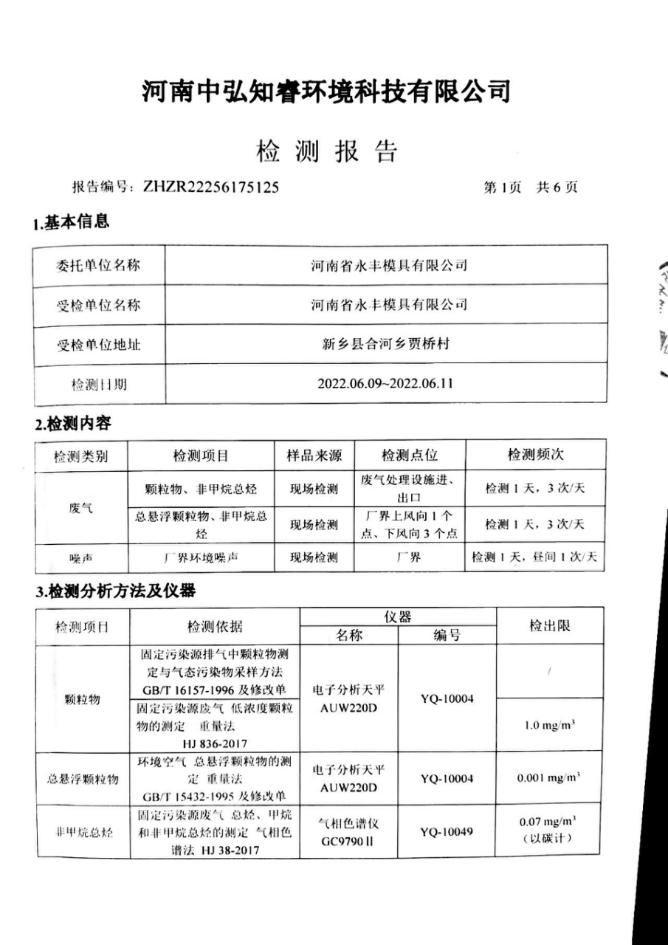 河南中弘知睿环境科技有限公司
检测报告
报告编号：ZHZR22256175125 第1页 共6页
1.基本信息
委托单位名称 河南省永丰模具有限公司
受检单位名称 河南省永丰模具有限公司
受检单位地址 新乡县合河乡贾桥村
检测日期 2022.06.09~2022.06.11
2.检测内容
检测类别 检测项目 样品来源 检测点位 检测频次
废气 颗粒物、非甲烷总烃 现场检测 废气处理设施进、
出口 检测1天，3次/天
总悬浮颗粒物、非甲烷总
烃 现场检测 厂界上风向1个
点、下风向3个点 检测1天，3次/天
噪声 厂界环境噪声 现场检测 厂界 检测1天，昼间1次/天
3.检测分析方法及仪器
检测项目 检测依据 仪器 检出限
名称 编号
颗粒物 固定污染源排气中颗粒物测
定与气态污染物采样方法
GB/T 16157-1996 及修改单 电子分析天平
AUW220D YQ-10004 /
固定污染源废气 低浓度颗粒
物的测定 重量法
HJ 836-2017 1.0 mg/m³
总悬浮颗粒物 环境空气 总悬浮颗粒物的测
定 重量法
GB/T 15432-1995 及修改单 电子分析天平
AUW220D YQ-10004 0.001 mg/m³
非甲烷总烃 固定污染源废气 总烃、甲烷
和非甲烷总烃的测定 气相色
谱法 HJ 38-2017 气相色谱仪
GC9790Ⅱ YQ-10049 0.07 mg/m³
（以碳计）